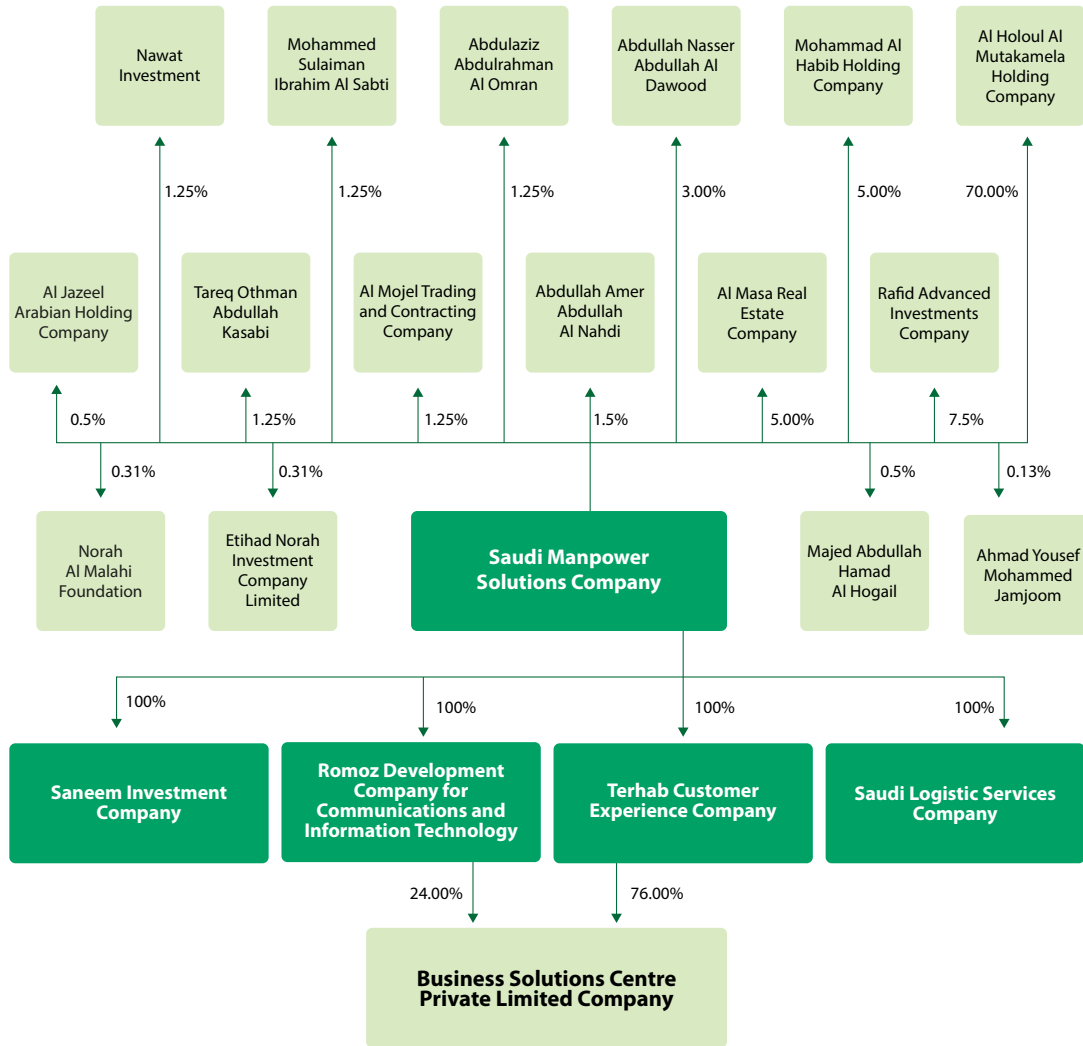 Nawat
Investment
Mohammed
Sulaiman
Ibrahim Al Sabti
Abdulaziz
Abdulrahman
Al Omran
Abdullah Nasser
Abdullah Al
Dawood
Mohammad Al
Habib Holding
Company
Al Holoul Al
Mutakamela
Holding
Company
1.25%
1.25%
1.25%
3.00%
5.00%
70.00%
Al Jazeel
Arabian Holding
Company
Tareq Othman
Abdullah
Kasabi
Al Mojel Trading
and Contracting
Company
Abdullah Amer
Abdullah
Al Nahdi
Al Masa Real
Estate
Company
Rafid Advanced
Investments
Company
0.5%
1.25%
1.25%
1.5%
5.00%
7.5%
0.31%
0.31%
0.5%
0.13%
Norah
Al Malahi
Foundation
Etihad Norah
Investment
Company
Limited
Saudi Manpower
Solutions Company
Majed Abdullah
Hamad
Al Hogail
Ahmad Yousef
Mohammed
Jamjoom
100%
100%
100%
100%
Saneem Investment
Company
Romoz Development
Company for
Communications and
Information Technology
Terhab Customer
Experience Company
Saudi Logistic Services
Company
24.00%
76.00%
Business Solutions Centre
Private Limited Company